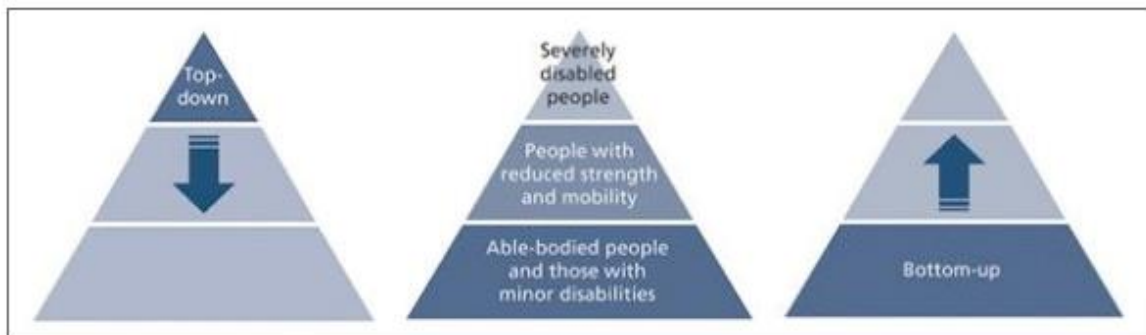 Top-
down
Severely
disabled
people
People with
reduced strength
and mobility
Able-bodied people
and those with
minor disabilities
Bottom-up